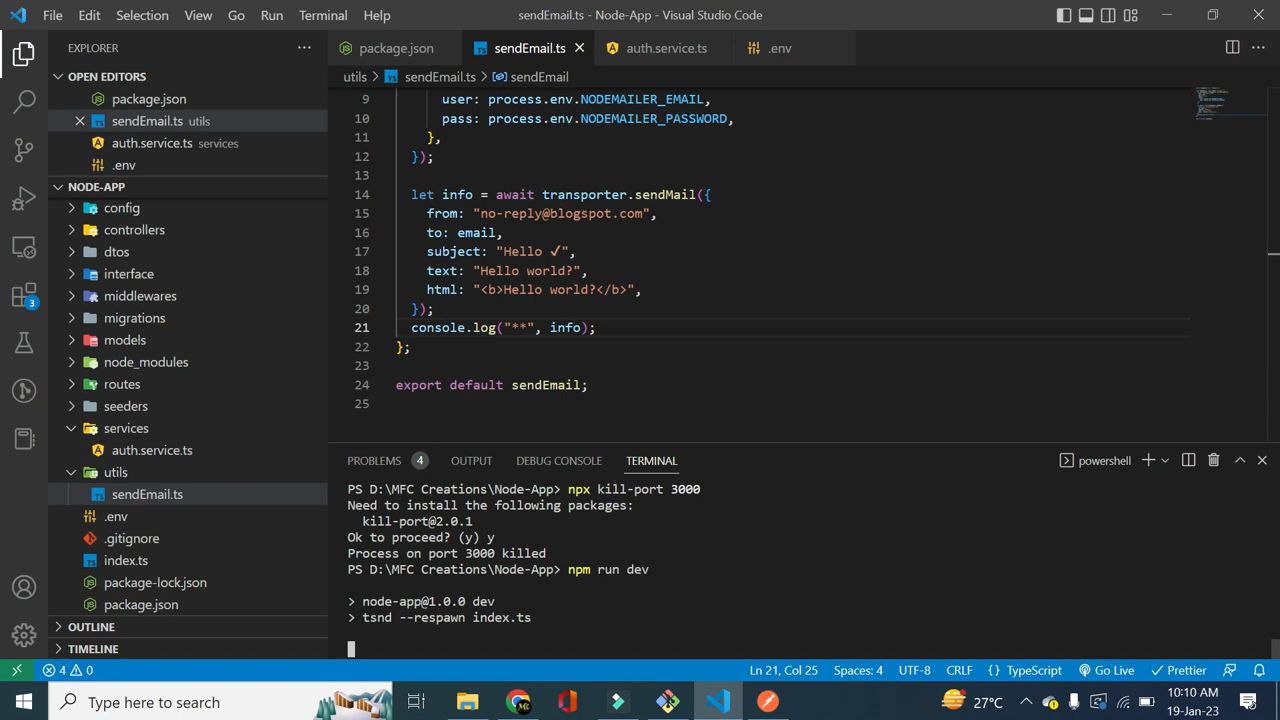 File Edit Selection View Go Run Terminal Help
sendEmail.ts - Node-App - Visual Studio Code
EXPLORER
OPEN EDITORS
package.json
sendEmail.ts utils
auth.service.ts services
.env
NODE-APP
config
controllers
dtos
interface
middlewares
migrations
models
node_modules
routes
seeders
services
auth.service.ts
utils
sendEmail.ts
.env
.gitignore
index.ts
package-lock.json
package.json
OUTLINE
TIMELINE
3
package.json sendEmail.ts auth.service.ts .env
utils > sendEmail.ts > sendEmail
9 user: process.env.NODEMAILER_EMAIL,
10 pass: process.env.NODEMAILER_PASSWORD,
11 },
12 });
13
14 let info = await transporter.sendMail({
15 from: "no-reply@blogspot.com",
16 to: email,
17 subject: "Hello ✓",
18 text: "Hello world?",
19 html: "<b>Hello world?</b>",
20 });
21 console.log("**", info);
22 };
23
24 export default sendEmail;
25
PROBLEMS 4 OUTPUT DEBUG CONSOLE TERMINAL powershell
PS D:\MFC Creations\Node-App> npx kill-port 3000
Need to install the following packages:
kill-port@2.0.1
Ok to proceed? (y) y
Process on port 3000 killed
PS D:\MFC Creations\Node-App> npm run dev
> node-app@1.0.0 dev
> tsnd --respawn index.ts
4 0 Ln 21, Col 25 Spaces: 4 UTF-8 CRLF {} TypeScript Go Live Prettier
Type here to search
27°C
10:10 AM
19-Jan-23